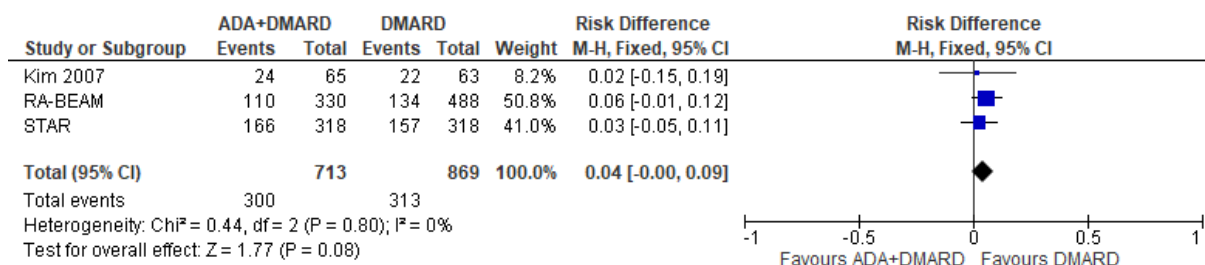 ADA+DMARD DMARD Risk Difference Risk Difference
Study or Subgroup Events Total Events Total Weight M-H, Fixed, 95% CI M-H, Fixed, 95% CI
Kim 2007 24 65 22 63 8.2% 0.02 [-0.15, 0.19]
RA-BEAM 110 330 134 488 50.8% 0.06 [-0.01, 0.12]
STAR 166 318 157 318 41.0% 0.03 [-0.05, 0.11]
Total (95% CI) 713 869 100.0% 0.04 [-0.00, 0.09]
Total events 300 313
Heterogeneity: Chi² = 0.44, df = 2 (P = 0.80); I² = 0%
Test for overall effect: Z = 1.77 (P = 0.08)
-1 -0.5 0 0.5 1
Favours ADA+DMARD Favours DMARD